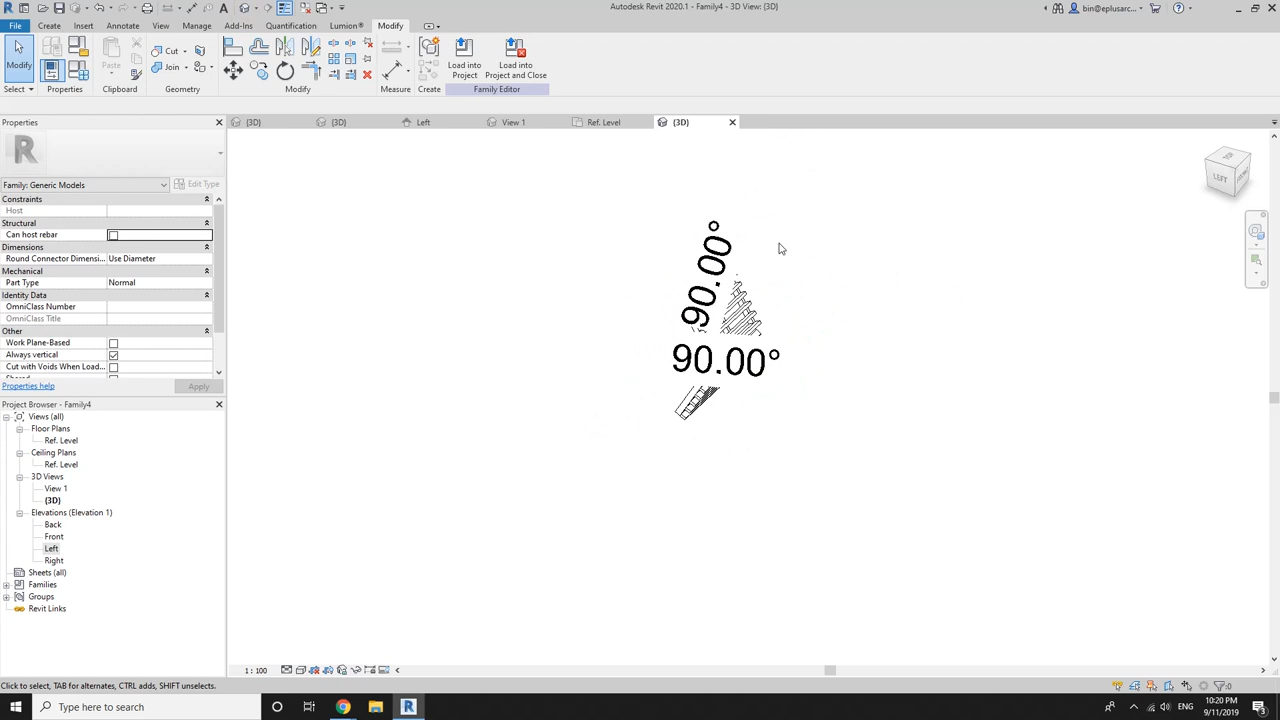 Autodesk Revit 2020.1 - Family4 - 3D View: {3D}
bin@eplusarc...
File Create Insert Annotate View Manage Add-Ins Quantification Lumion® Modify
Modify
Paste
Cut
Join
Load into
Project
Load into
Project and Close
Select Properties Clipboard Geometry Modify Measure Create Family Editor
Properties
{3D} {3D} Left View 1 Ref. Level {3D}
Family: Generic Models Edit Type
Constraints
Host
Structural
Can host rebar
Dimensions
Round Connector Dimensi... Use Diameter
Mechanical
Part Type Normal
Identity Data
OmniClass Number
OmniClass Title
Other
Work Plane-Based
Always vertical
Cut with Voids When Load...
Properties help Apply
Project Browser - Family4
Views (all)
Floor Plans
Ref. Level
Ceiling Plans
Ref. Level
3D Views
View 1
{3D}
Elevations (Elevation 1)
Back
Front
Left
Right
Sheets (all)
Families
Groups
Revit Links
90.00°
90.00°
LEFT
1 : 100
Click to select, TAB for alternates, CTRL adds, SHIFT unselects.
:0
Type here to search
ENG
10:20 PM
9/11/2019